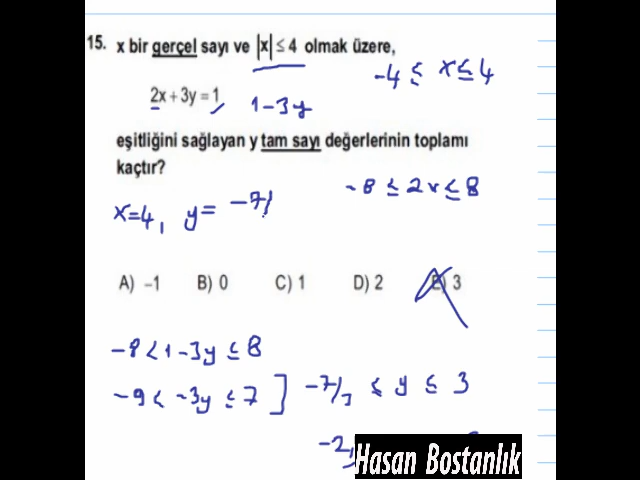 15. x bir gerçel sayı ve |x| ≤ 4 olmak üzere,
-4 ≤ x ≤ 4
2x + 3y = 1
1-3y
eşitliğini sağlayan y tam sayı değerlerinin toplamı
kaçtır?
-8 ≤ 2x ≤ 8
x=4, y= -7/
A) -1 B) 0 C) 1 D) 2 E) 3
-8 < 1 -3y ≤ 8
-9 < -3y ≤ 7 ] -7/3 ≤ y ≤ 3
-2,
Hasan Bostanlık